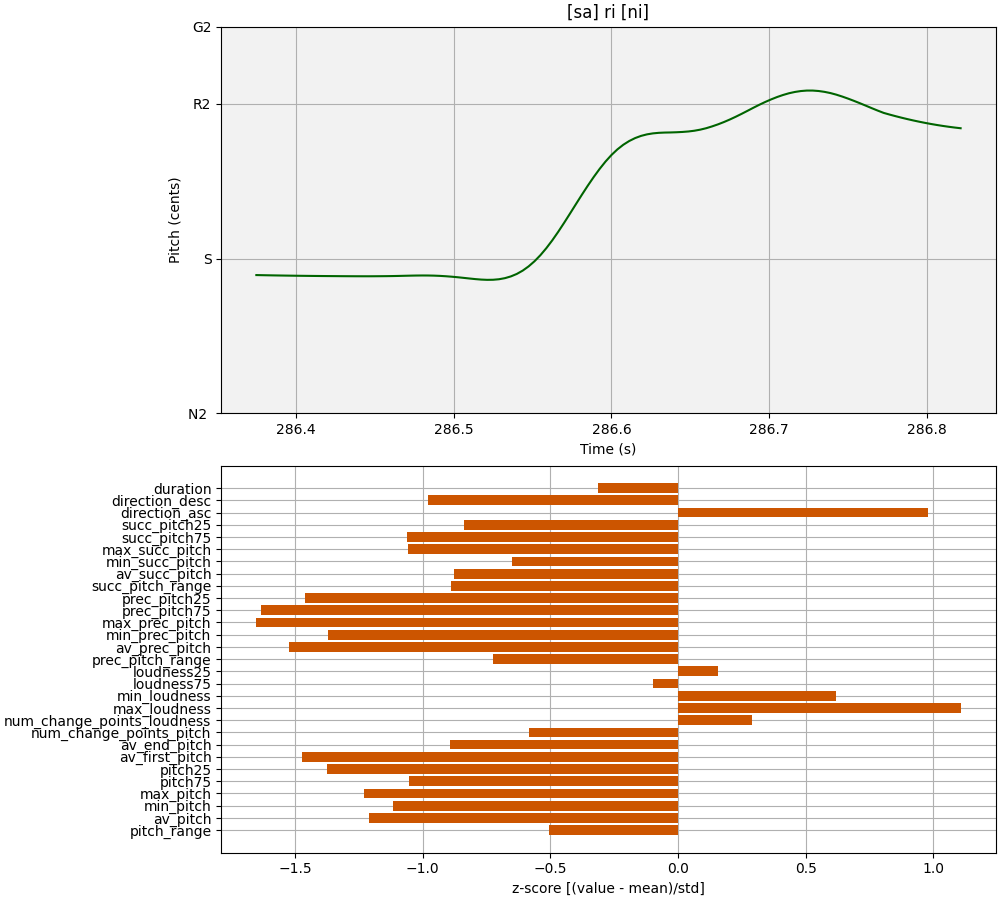 [sa] ri [ni]
G2
R2
S
N2
Pitch (cents)
286.4 286.5 286.6 286.7 286.8
Time (s)
duration
direction_desc
direction_asc
succ_pitch25
succ_pitch75
max_succ_pitch
min_succ_pitch
av_succ_pitch
succ_pitch_range
prec_pitch25
prec_pitch75
max_prec_pitch
min_prec_pitch
av_prec_pitch
prec_pitch_range
loudness25
loudness75
min_loudness
max_loudness
num_change_points_loudness
num_change_points_pitch
av_end_pitch
av_first_pitch
pitch25
pitch75
max_pitch
min_pitch
av_pitch
pitch_range
−1.5 −1.0 −0.5 0.0 0.5 1.0
z-score [(value - mean)/std]